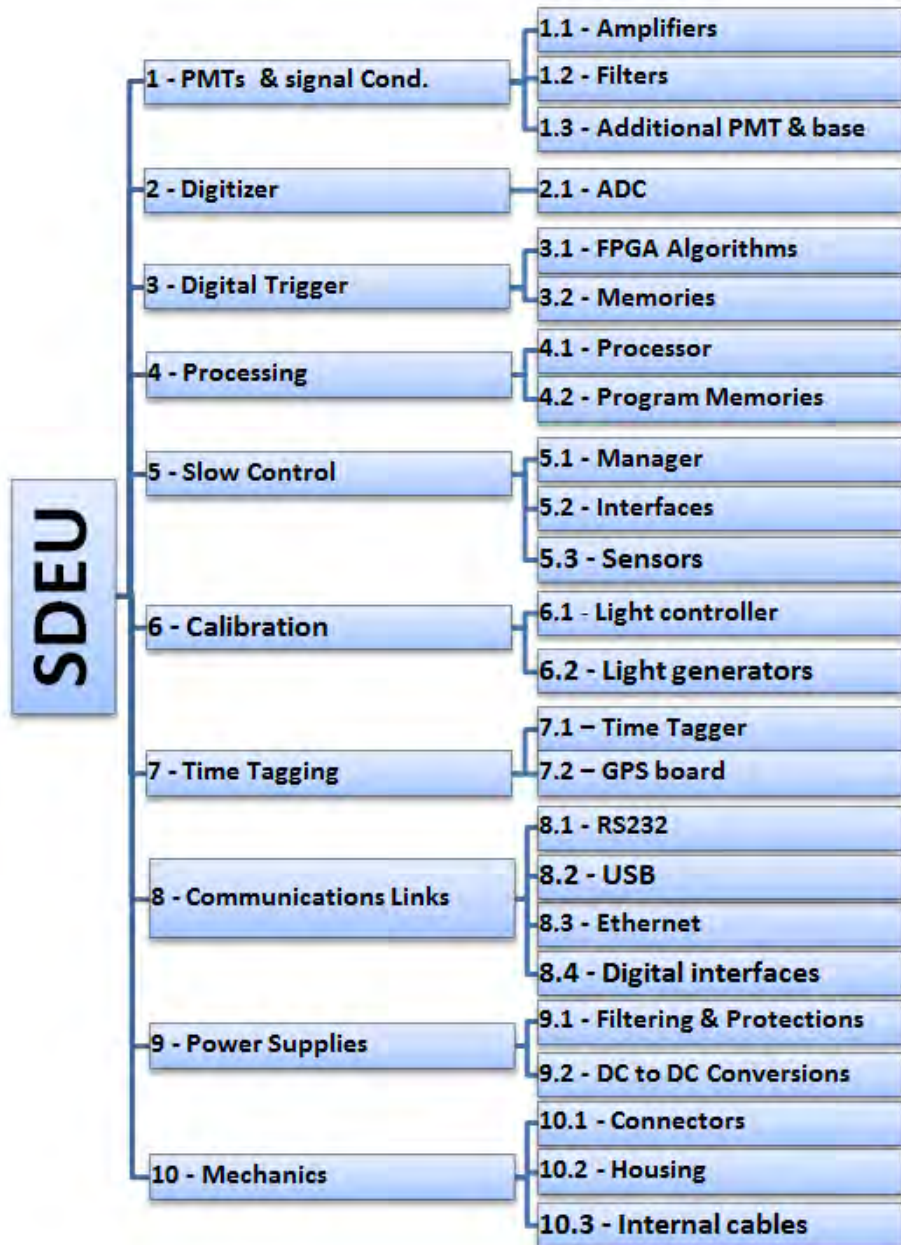 SDEU
1 - PMTs & signal Cond.
1.1 - Amplifiers
1.2 - Filters
1.3 - Additional PMT & base
2 - Digitizer
2.1 - ADC
3 - Digital Trigger
3.1 - FPGA Algorithms
3.2 - Memories
4 - Processing
4.1 - Processor
4.2 - Program Memories
5 - Slow Control
5.1 - Manager
5.2 - Interfaces
5.3 - Sensors
6 - Calibration
6.1 - Light controller
6.2 - Light generators
7 - Time Tagging
7.1 – Time Tagger
7.2 – GPS board
8 - Communications Links
8.1 - RS232
8.2 - USB
8.3 - Ethernet
8.4 - Digital interfaces
9 - Power Supplies
9.1 - Filtering & Protections
9.2 - DC to DC Conversions
10 - Mechanics
10.1 - Connectors
10.2 - Housing
10.3 - Internal cables